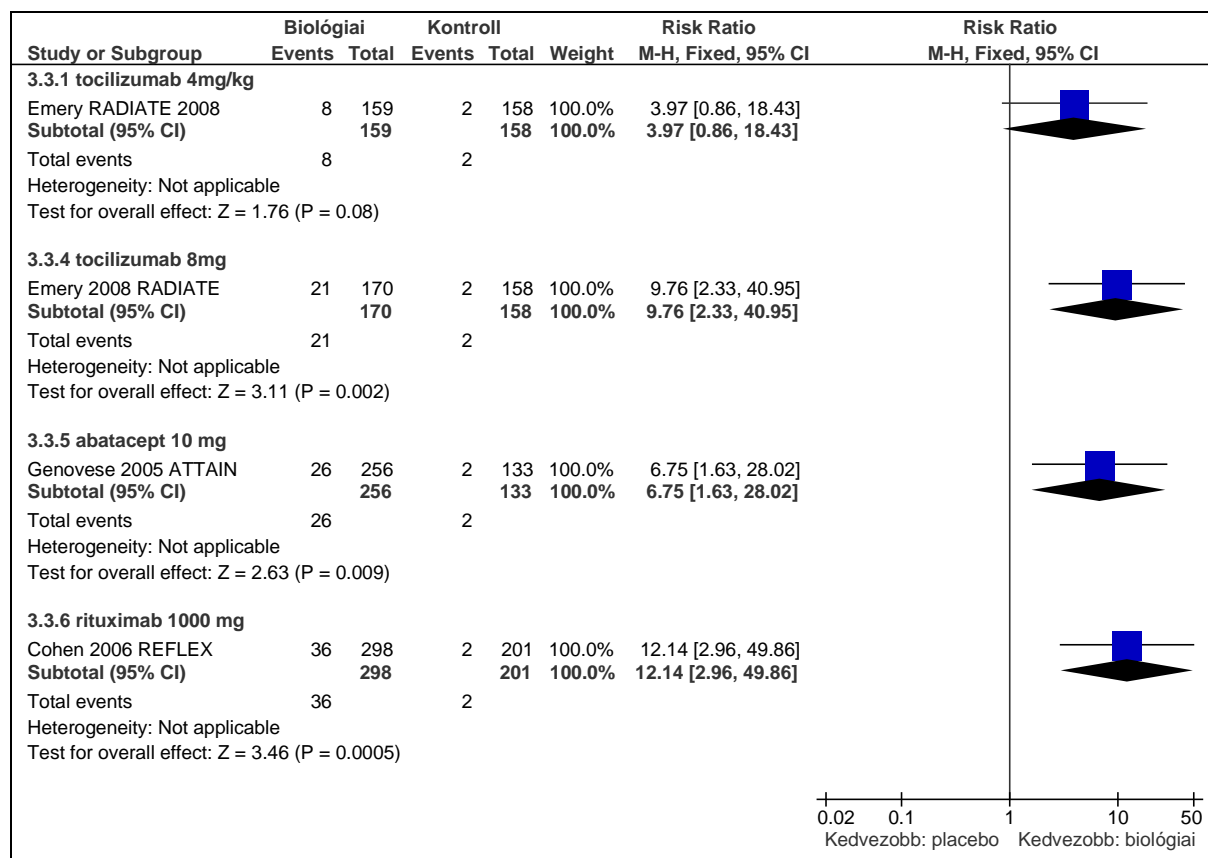 Biológiai Kontroll Risk Ratio Risk Ratio
Study or Subgroup Events Total Events Total Weight M-H, Fixed, 95% CI M-H, Fixed, 95% CI
3.3.1 tocilizumab 4mg/kg
Emery RADIATE 2008 8 159 2 158 100.0% 3.97 [0.86, 18.43]
Subtotal (95% CI) 159 158 100.0% 3.97 [0.86, 18.43]
Total events 8 2
Heterogeneity: Not applicable
Test for overall effect: Z = 1.76 (P = 0.08)
3.3.4 tocilizumab 8mg
Emery 2008 RADIATE 21 170 2 158 100.0% 9.76 [2.33, 40.95]
Subtotal (95% CI) 170 158 100.0% 9.76 [2.33, 40.95]
Total events 21 2
Heterogeneity: Not applicable
Test for overall effect: Z = 3.11 (P = 0.002)
3.3.5 abatacept 10 mg
Genovese 2005 ATTAIN 26 256 2 133 100.0% 6.75 [1.63, 28.02]
Subtotal (95% CI) 256 133 100.0% 6.75 [1.63, 28.02]
Total events 26 2
Heterogeneity: Not applicable
Test for overall effect: Z = 2.63 (P = 0.009)
3.3.6 rituximab 1000 mg
Cohen 2006 REFLEX 36 298 2 201 100.0% 12.14 [2.96, 49.86]
Subtotal (95% CI) 298 201 100.0% 12.14 [2.96, 49.86]
Total events 36 2
Heterogeneity: Not applicable
Test for overall effect: Z = 3.46 (P = 0.0005)
0.02 0.1 1 10 50
Kedvezobb: placebo Kedvezobb: biológiai